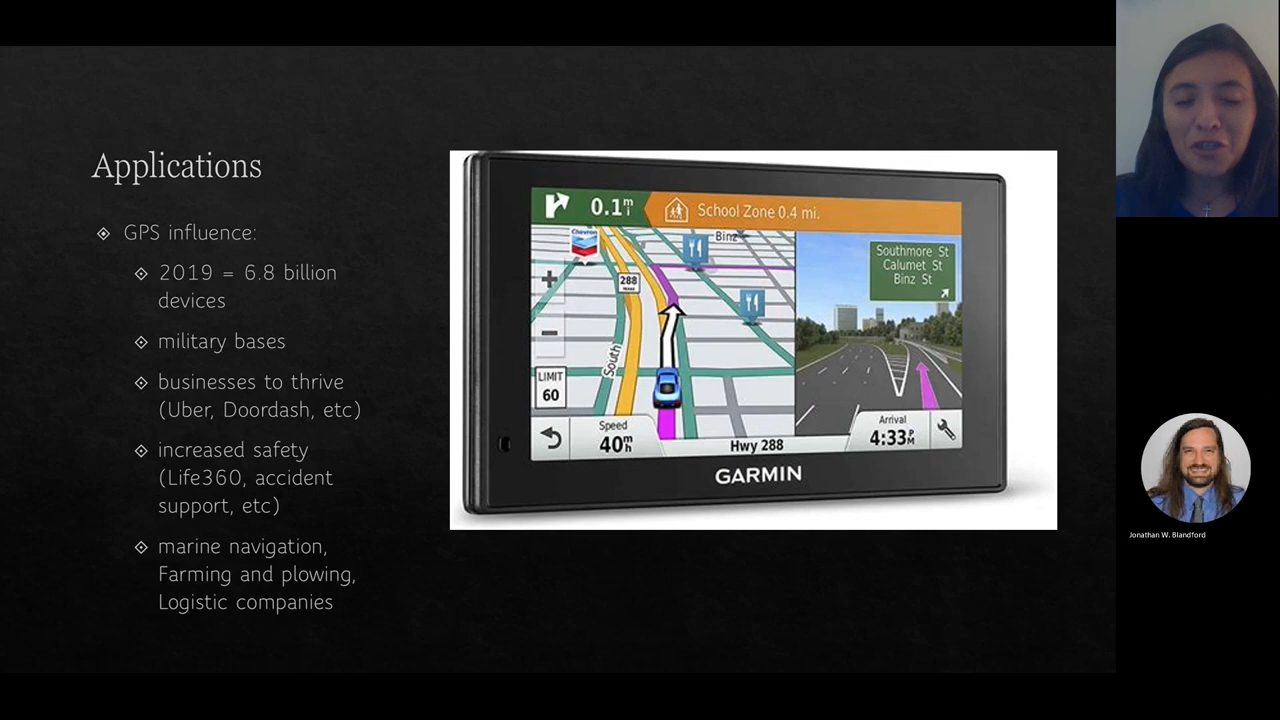 Applications
GPS influence:
2019 = 6.8 billion
devices
military bases
businesses to thrive
(Uber, Doordash, etc)
increased safety
(Life360, accident
support, etc)
marine navigation,
Farming and plowing,
Logistic companies
0.1 mi
School Zone 0.4 mi.
Chevron
Binz
288
TEXAS
Southmore St
Calumet St
Binz St
South
LIMIT
60
Speed
40 mh
Hwy 288
Arrival
4:33 PM
GARMIN
Jonathan W. Blandford